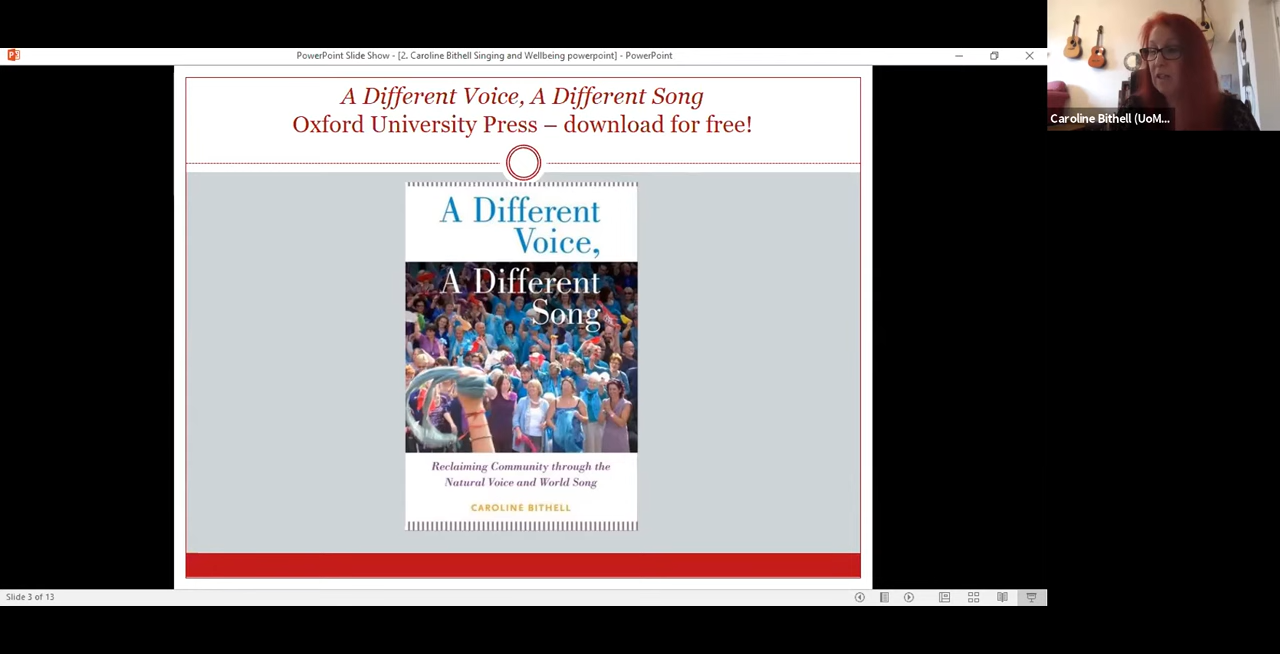 PowerPoint Slide Show - [2. Caroline Bithell Singing and Wellbeing powerpoint] - PowerPoint
A Different Voice, A Different Song
Oxford University Press – download for free!
A Different
Voice,
A Different
Song
Reclaiming Community through the
Natural Voice and World Song
CAROLINE BITHELL
Slide 3 of 13
Caroline Bithell (UoM...